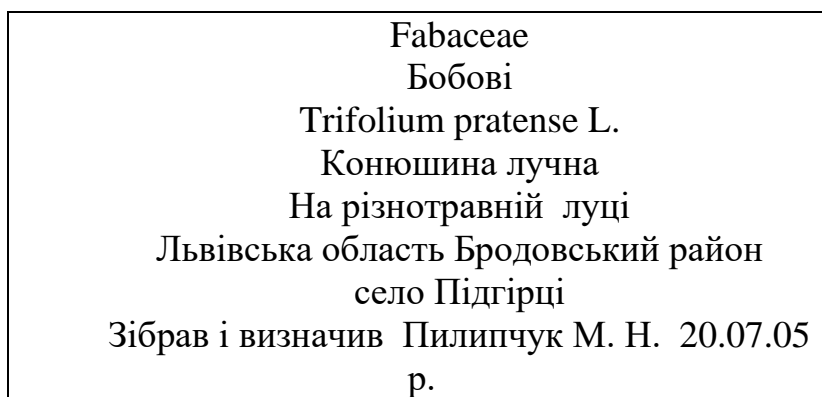 Fabaceae
Бобові
Trifolium pratense L.
Конюшина лучна
На різнотравній луці
Львівська область Бродовський район
село Підгірці
Зібрав і визначив Пилипчук М. Н. 20.07.05
р.